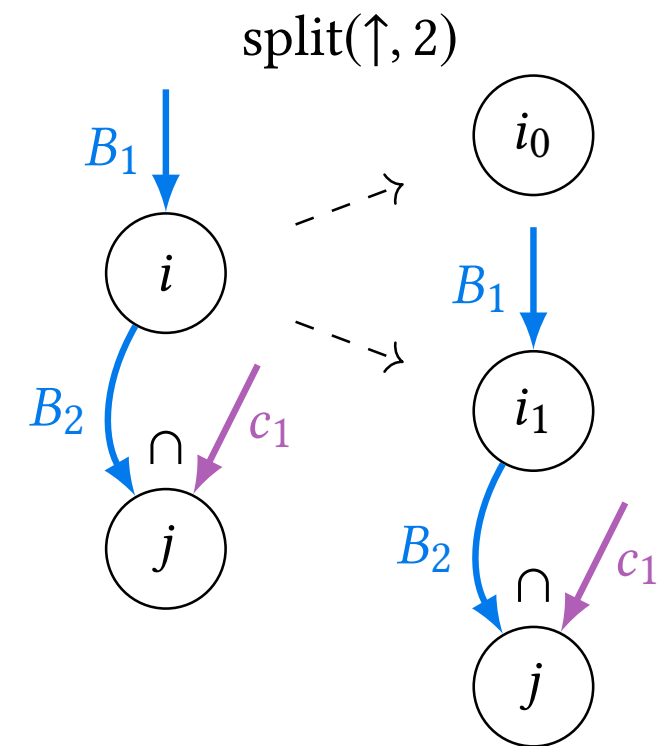 split(↑, 2)
B₁
i
B₂
∩
c₁
j
i₀
B₁
i₁
B₂
∩
c₁
j